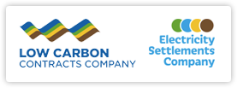 LOW CARBON
CONTRACTS COMPANY
Electricity
Settlements
Company